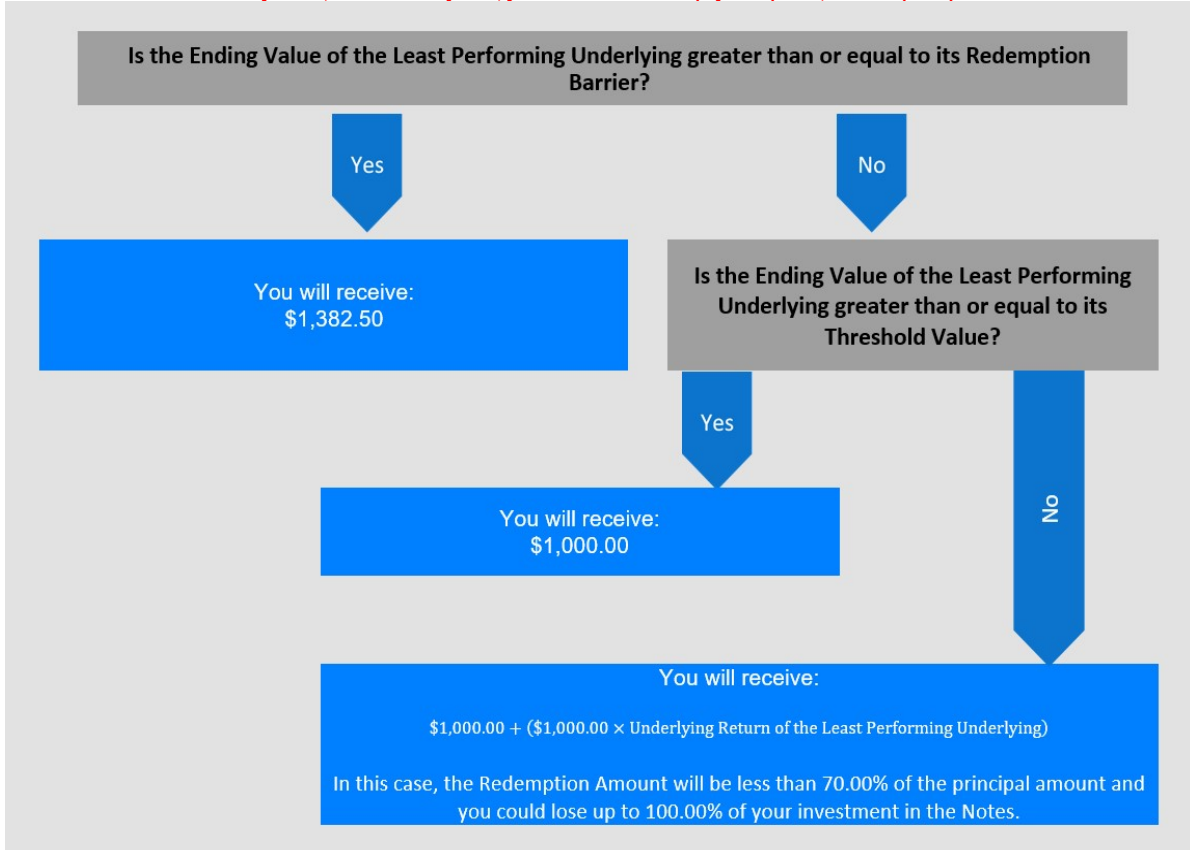 Is the Ending Value of the Least Performing Underlying greater than or equal to its Redemption
Barrier?
Yes
No
You will receive:
$1,382.50
Is the Ending Value of the Least Performing
Underlying greater than or equal to its
Threshold Value?
Yes
No
You will receive:
$1,000.00
You will receive:
$1,000.00 + ($1,000.00 × Underlying Return of the Least Performing Underlying)
In this case, the Redemption Amount will be less than 70.00% of the principal amount and
you could lose up to 100.00% of your investment in the Notes.